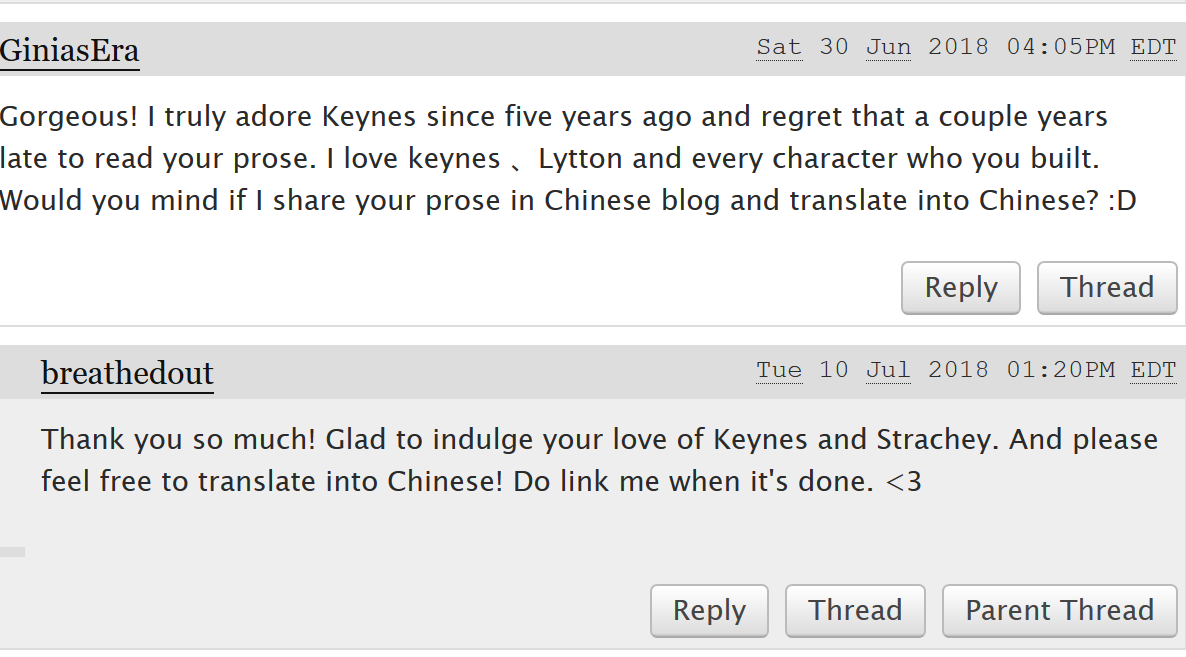 GiniasEra
Sat 30 Jun 2018 04:05PM EDT
Gorgeous! I truly adore Keynes since five years ago and regret that a couple years
late to read your prose. I love keynes 、Lytton and every character who you built.
Would you mind if I share your prose in Chinese blog and translate into Chinese? :D
Reply
Thread
breathedout
Tue 10 Jul 2018 01:20PM EDT
Thank you so much! Glad to indulge your love of Keynes and Strachey. And please
feel free to translate into Chinese! Do link me when it's done. <3
Reply
Thread
Parent Thread